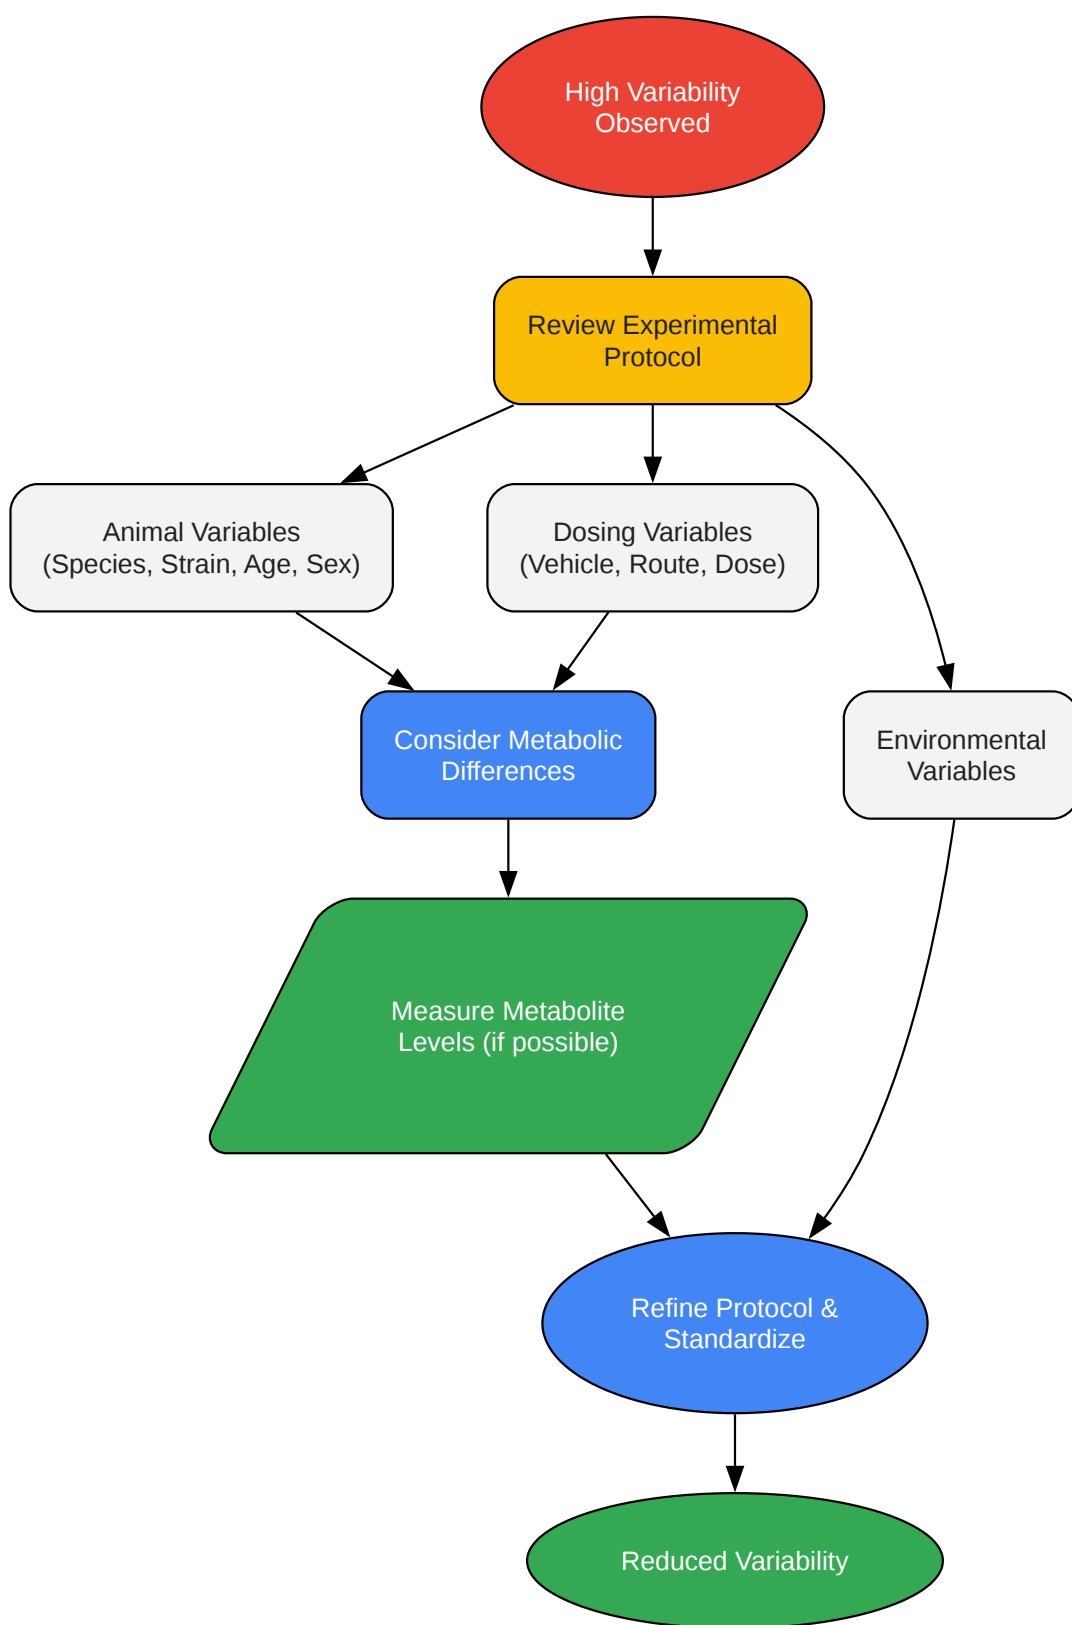 High Variability
Observed
Review Experimental
Protocol
Animal Variables
(Species, Strain, Age, Sex)
Dosing Variables
(Vehicle, Route, Dose)
Consider Metabolic
Differences
Environmental
Variables
Measure Metabolite
Levels (if possible)
Refine Protocol &
Standardize
Reduced Variability